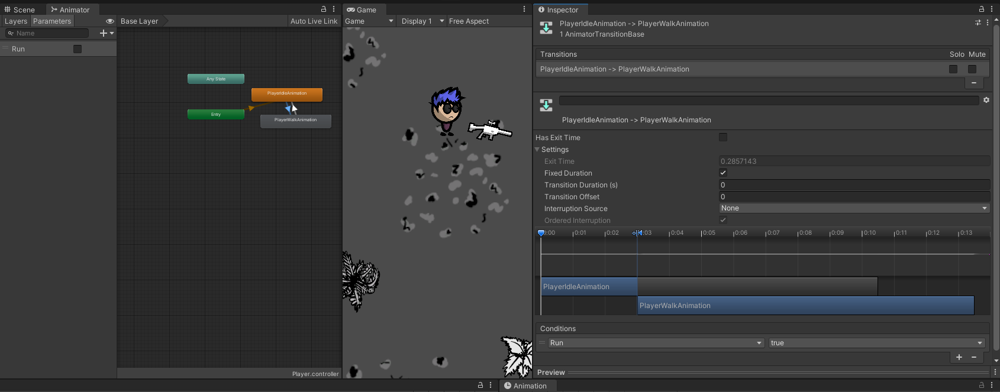 Scene
Animator
Layers
Parameters
Base Layer
Auto Live Link
Name
Run
Any State
PlayerIdleAnimation
Entry
PlayerWalkAnimation
Player.controller
Game
Game
Display 1
Free Aspect
Inspector
PlayerIdleAnimation -> PlayerWalkAnimation
1 AnimatorTransitionBase
Transitions
Solo
Mute
PlayerIdleAnimation -> PlayerWalkAnimation
PlayerIdleAnimation -> PlayerWalkAnimation
Has Exit Time
Settings
Exit Time
0.2857143
Fixed Duration
Transition Duration (s)
0
Transition Offset
0
Interruption Source
None
Ordered Interruption
:00
0:01
0:02
:03
0:04
0:05
0:06
0:07
0:08
0:09
0:10
0:11
0:12
0:13
PlayerIdleAnimation
PlayerWalkAnimation
Conditions
Run
true
Preview
Animation